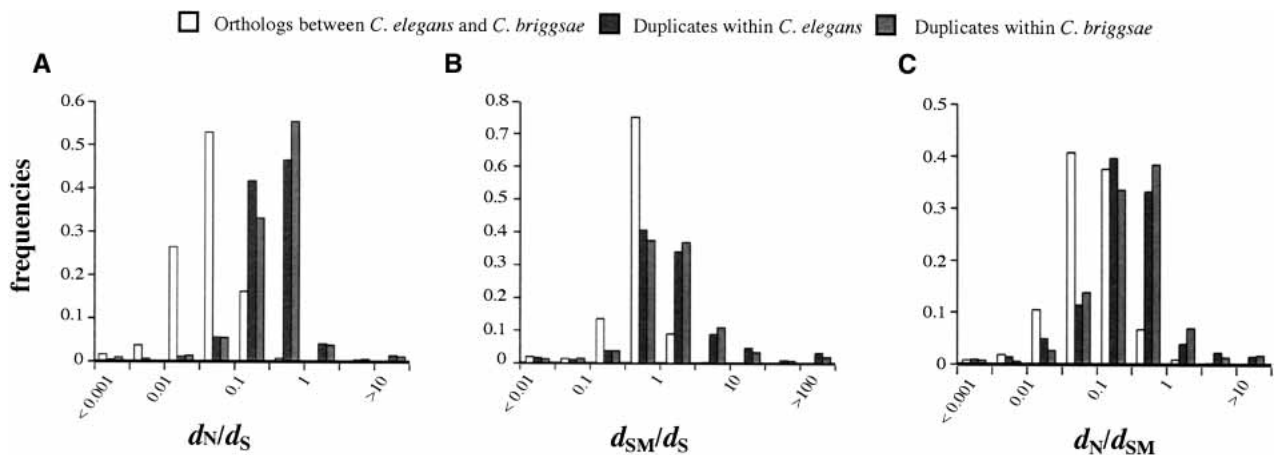 Orthologs between C. elegans and C. briggsae Duplicates within C. elegans Duplicates within C. briggsae
A B C
frequencies
0.6
0.5
0.4
0.3
0.2
0.1
0
< 0.001 0.01 0.1 1 >10
dN/dS
0.8
0.7
0.6
0.5
0.4
0.3
0.2
0.1
0
< 0.01 0.1 1 10 >100
dSM/dS
0.5
0.4
0.3
0.2
0.1
0
< 0.001 0.01 0.1 1 >10
dN/dSM